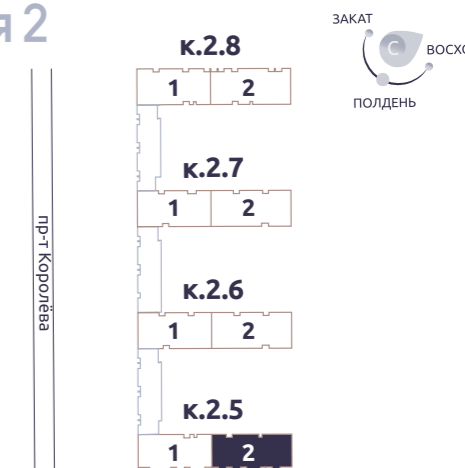 я 2
ЗАКАТ
С
ВОСХО
ПОЛДЕНЬ
к.2.8
1 2
к.2.7
1 2
пр-т Королёва
к.2.6
1 2
к.2.5
1 2